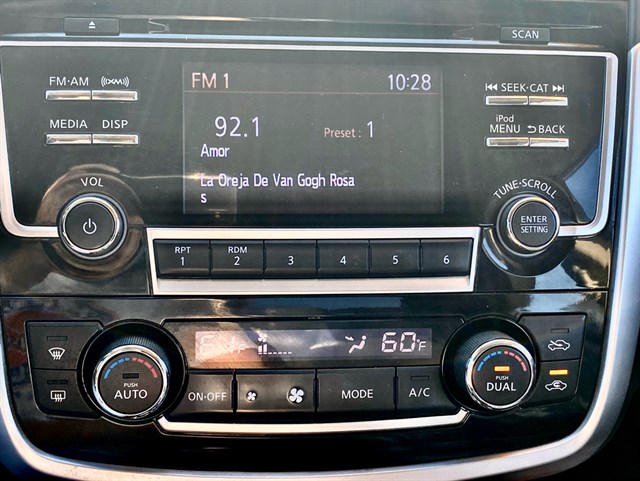 SCAN
FM·AM
(((XM)))
MEDIA
DISP
VOL
FM 1
10:28
92.1
Preset : 1
Amor
La Oreja De Van Gogh Rosa
s
SEEK·CAT
iPod
MENU
BACK
TUNE·SCROLL
ENTER
SETTING
RPT
1
RDM
2
3
4
5
6
60°F
PUSH
AUTO
ON·OFF
MODE
A/C
PUSH
DUAL